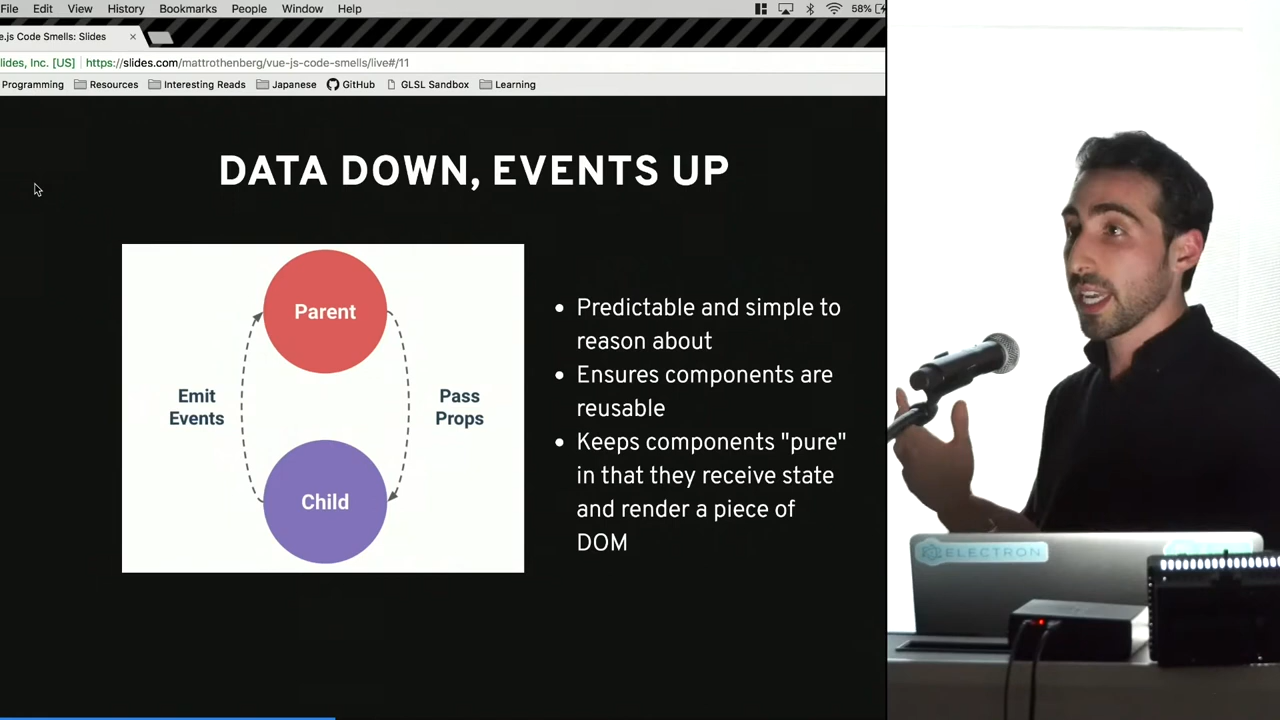 File Edit View History Bookmarks People Window Help 58%
e.js Code Smells: Slides
lides, Inc. [US] https://slides.com/mattrothenberg/vue-js-code-smells/live#/11
Programming Resources Interesting Reads Japanese GitHub GLSL Sandbox Learning
DATA DOWN, EVENTS UP
Parent
Emit
Events
Pass
Props
Child
• Predictable and simple to
reason about
• Ensures components are
reusable
• Keeps components "pure"
in that they receive state
and render a piece of
DOM
ELECTRON